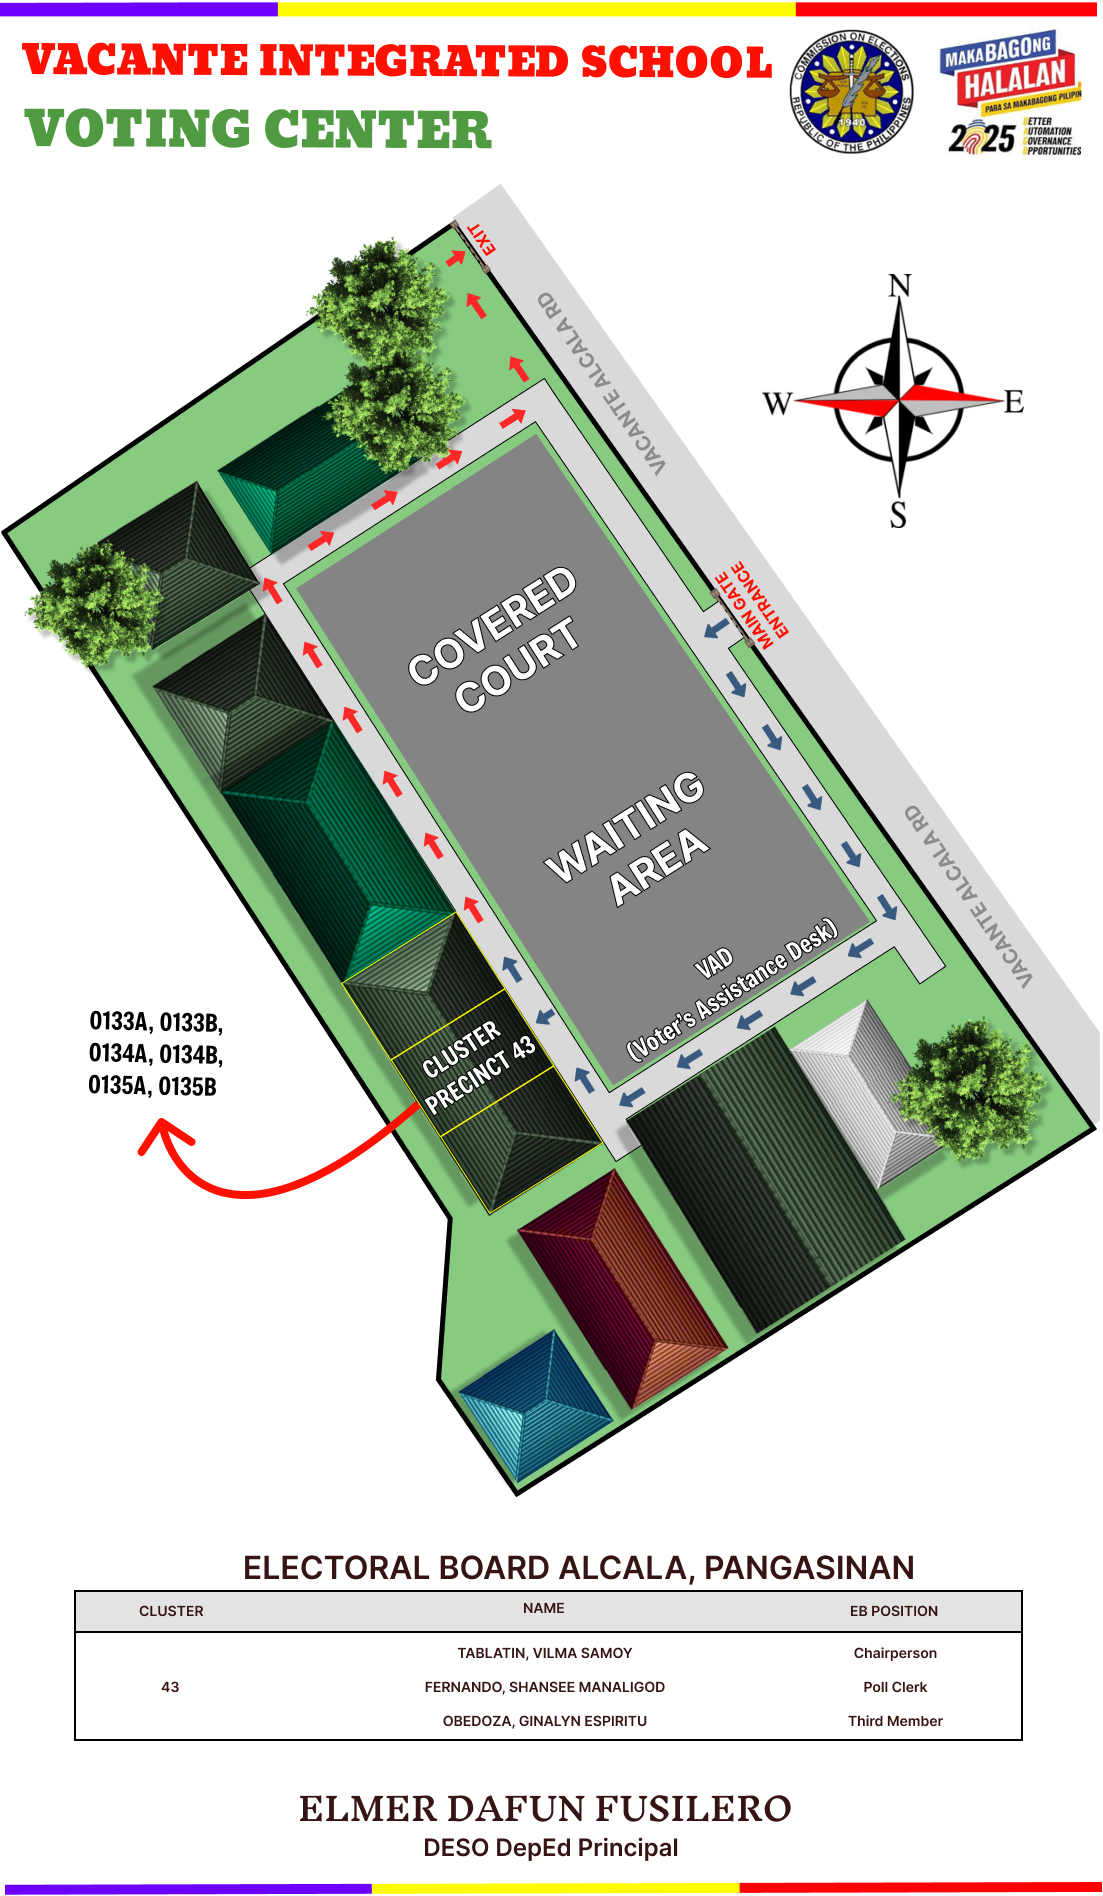 VACANTE INTEGRATED SCHOOL
VOTING CENTER
COMMISSION ON ELECTIONS
REPUBLIC OF THE PHILIPPINES
1940
MAKABAGONG
HALALAN
PARA SA MAKABAGONG PILIPIN
2025
BETTER
AUTOMATION
GOVERNANCE
OPPORTUNITIES
EXIT
VACANTE ALCALA RD
N
W
E
S
MAIN GATE
ENTRANCE
COVERED
COURT
WAITING
AREA
VACANTE ALCALA RD
VAD
(Voter's Assistance Desk)
CLUSTER
PRECINCT 43
0133A, 0133B,
0134A, 0134B,
0135A, 0135B
ELECTORAL BOARD ALCALA, PANGASINAN
CLUSTER NAME EB POSITION
TABLATIN, VILMA SAMOY Chairperson
43 FERNANDO, SHANSEE MANALIGOD Poll Clerk
OBEDOZA, GINALYN ESPIRITU Third Member
ELMER DAFUN FUSILERO
DESO DepEd Principal